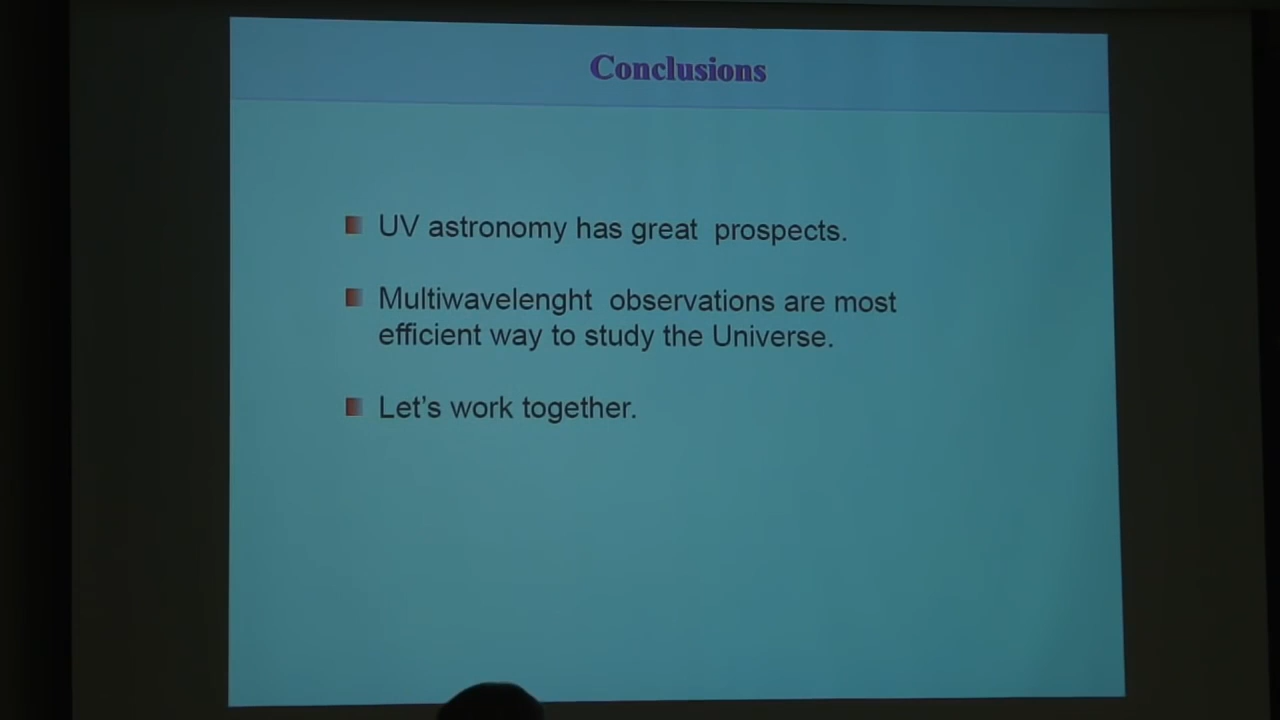 Conclusions
UV astronomy has great prospects.
Multiwavelenght observations are most
efficient way to study the Universe.
Let's work together.